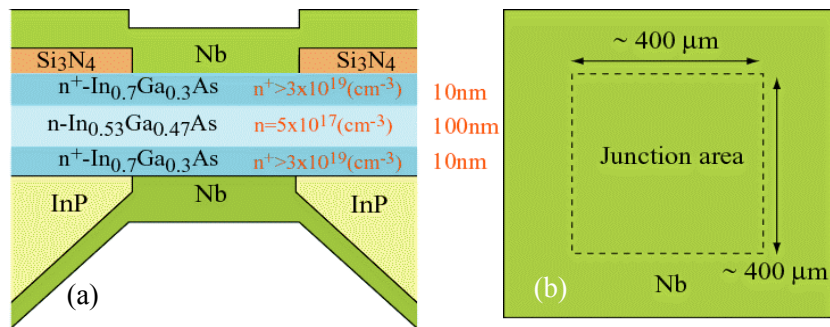 Nb
Si₃N₄ Si₃N₄
n⁺-In₀.₇Ga₀.₃As n⁺>3x10¹⁹(cm⁻³) 10nm
n-In₀.₅₃Ga₀.₄₇As n=5x10¹⁷(cm⁻³) 100nm
n⁺-In₀.₇Ga₀.₃As n⁺>3x10¹⁹(cm⁻³) 10nm
Nb
InP InP
(a)
~ 400 μm
Junction area
~ 400 μm
Nb
(b)